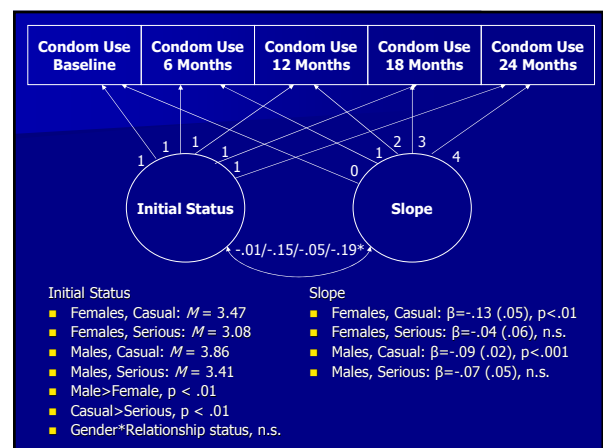 Condom Use
Baseline
Condom Use
6 Months
Condom Use
12 Months
Condom Use
18 Months
Condom Use
24 Months
1
1
1
1
1
0
1
2
3
4
Initial Status
Slope
-.01/-.15/-.05/-.19*
Initial Status
■ Females, Casual: M = 3.47
■ Females, Serious: M = 3.08
■ Males, Casual: M = 3.86
■ Males, Serious: M = 3.41
■ Male>Female, p < .01
■ Casual>Serious, p < .01
■ Gender*Relationship status, n.s.
Slope
■ Females, Casual: β=-.13 (.05), p<.01
■ Females, Serious: β=-.04 (.06), n.s.
■ Males, Casual: β=-.09 (.02), p<.001
■ Males, Serious: β=-.07 (.05), n.s.